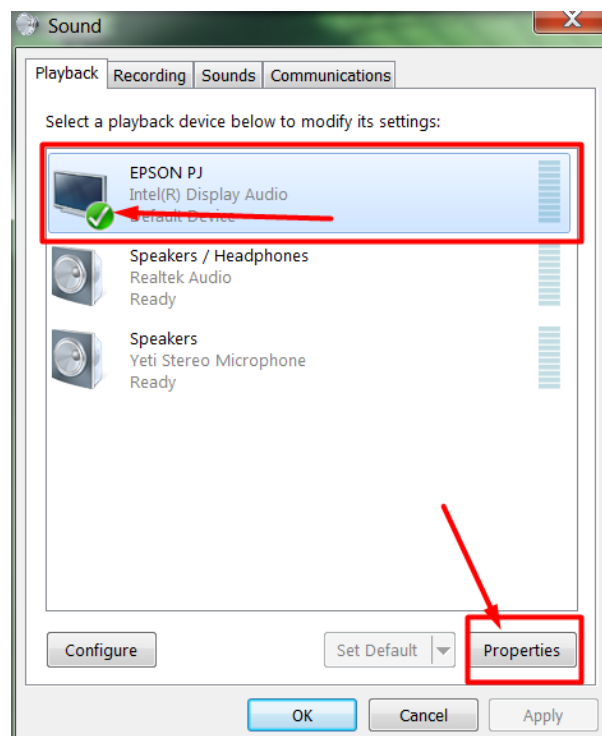 Sound
Playback Recording Sounds Communications
Select a playback device below to modify its settings:
EPSON PJ
Intel(R) Display Audio
Default Device
Speakers / Headphones
Realtek Audio
Ready
Speakers
Yeti Stereo Microphone
Ready
Configure Set Default Properties
OK Cancel Apply